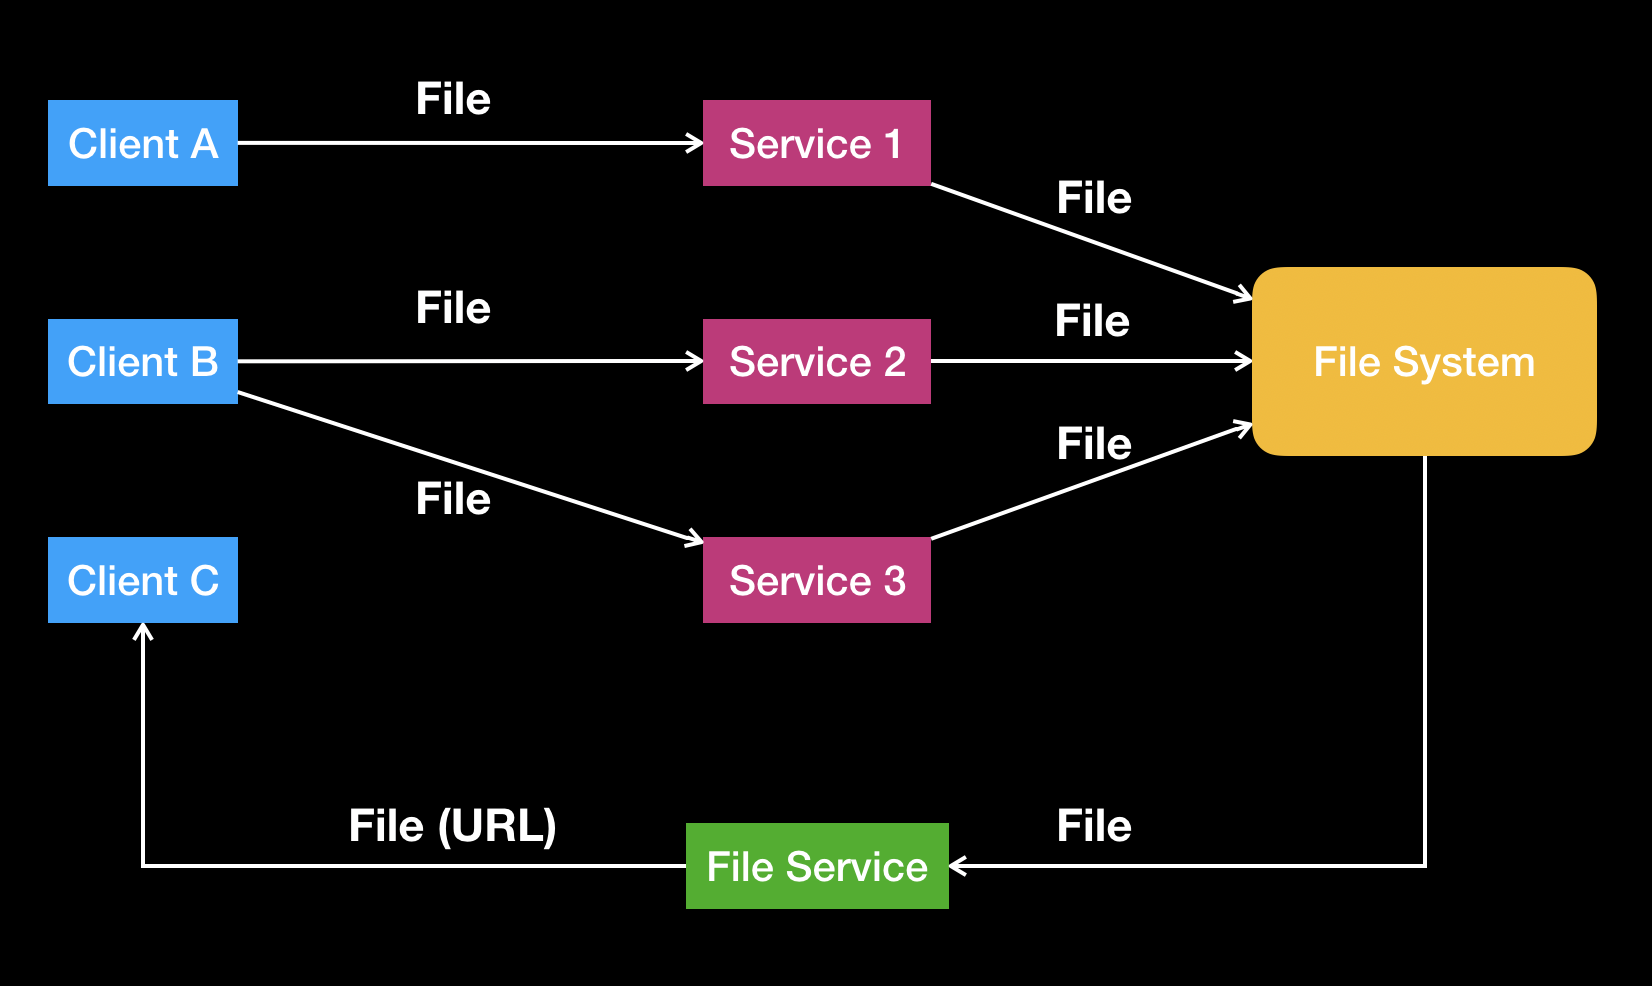 File
Client A
Service 1
File
File
File
Client B
Service 2
File System
File
File
Client C
Service 3
File (URL)
File
File Service